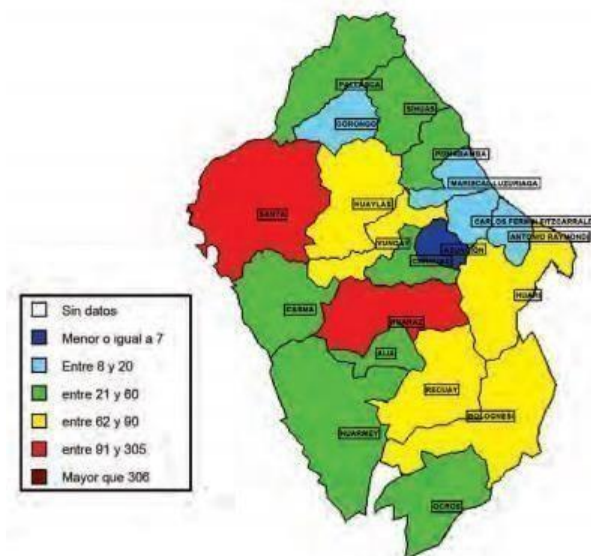 PALLASCA
CORONGO
SIHUAS
POMABAMBA
MARISCAL LUZURIAGA
HUAYLAS
SANTA
CARLOS FERMIN FITZCARRALD
ANTONIO RAYMONDI
YUNGAY
ASUNCION
HUARI
CASMA
HUARAZ
AIJA
RECUAY
BOLOGNESI
HUARMEY
OCROS
Sin datos
Menor o igual a 7
Entre 8 y 20
entre 21 y 60
entre 62 y 90
entre 91 y 305
Mayor que 306